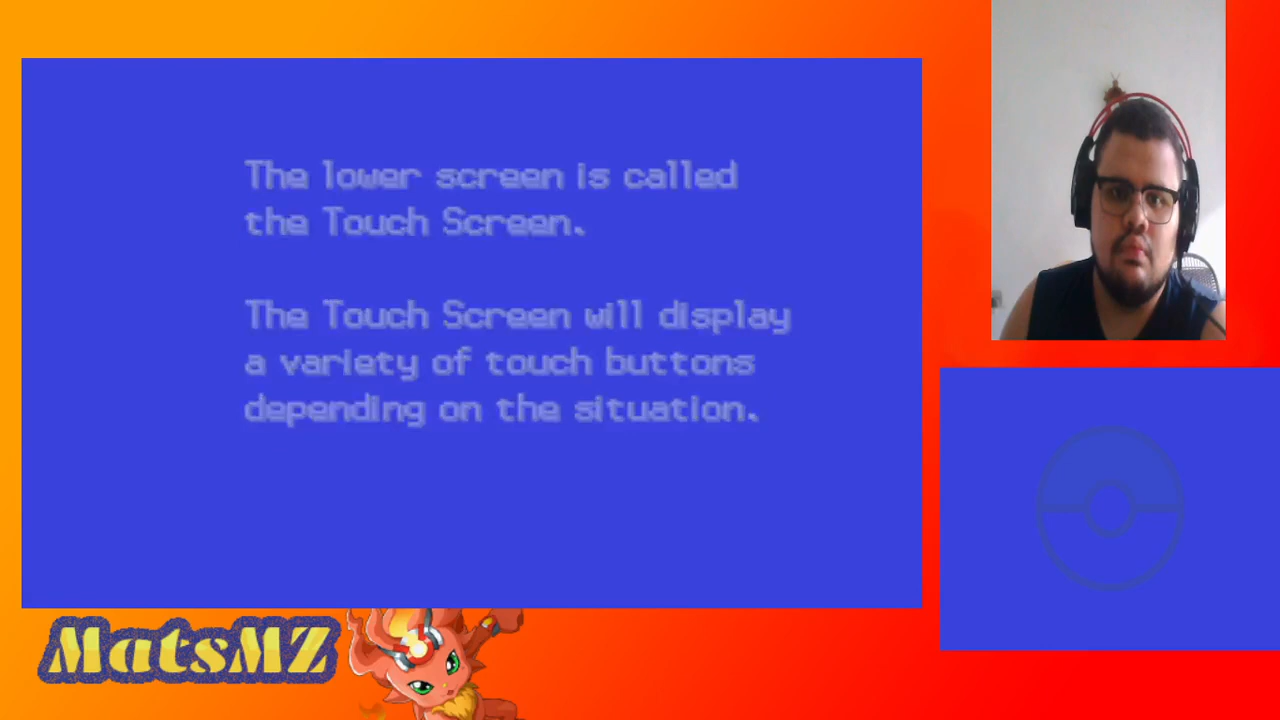 The lower screen is called
the Touch Screen.
The Touch Screen will display
a variety of touch buttons
depending on the situation.
MatsMZ